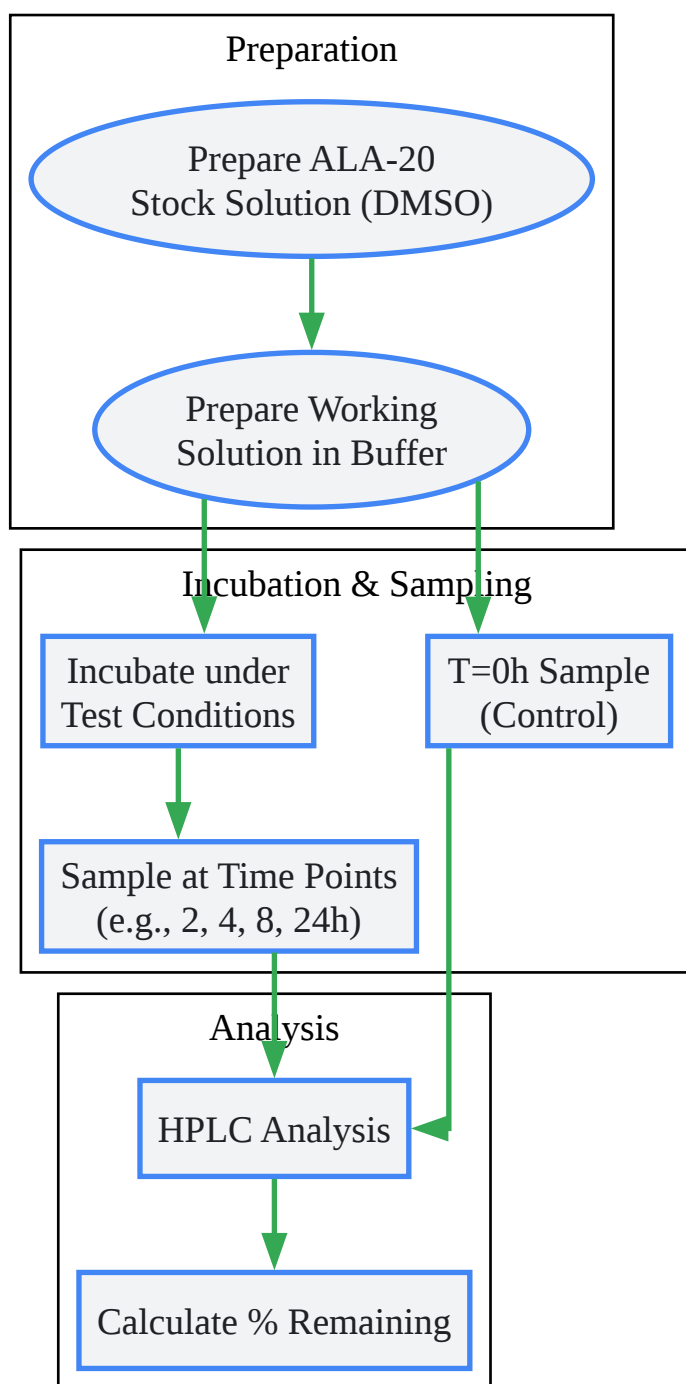 Preparation
Prepare ALA-20
Stock Solution (DMSO)
Prepare Working
Solution in Buffer
Incubation & Sampling
Incubate under
Test Conditions
T=0h Sample
(Control)
Sample at Time Points
(e.g., 2, 4, 8, 24h)
Analysis
HPLC Analysis
Calculate % Remaining